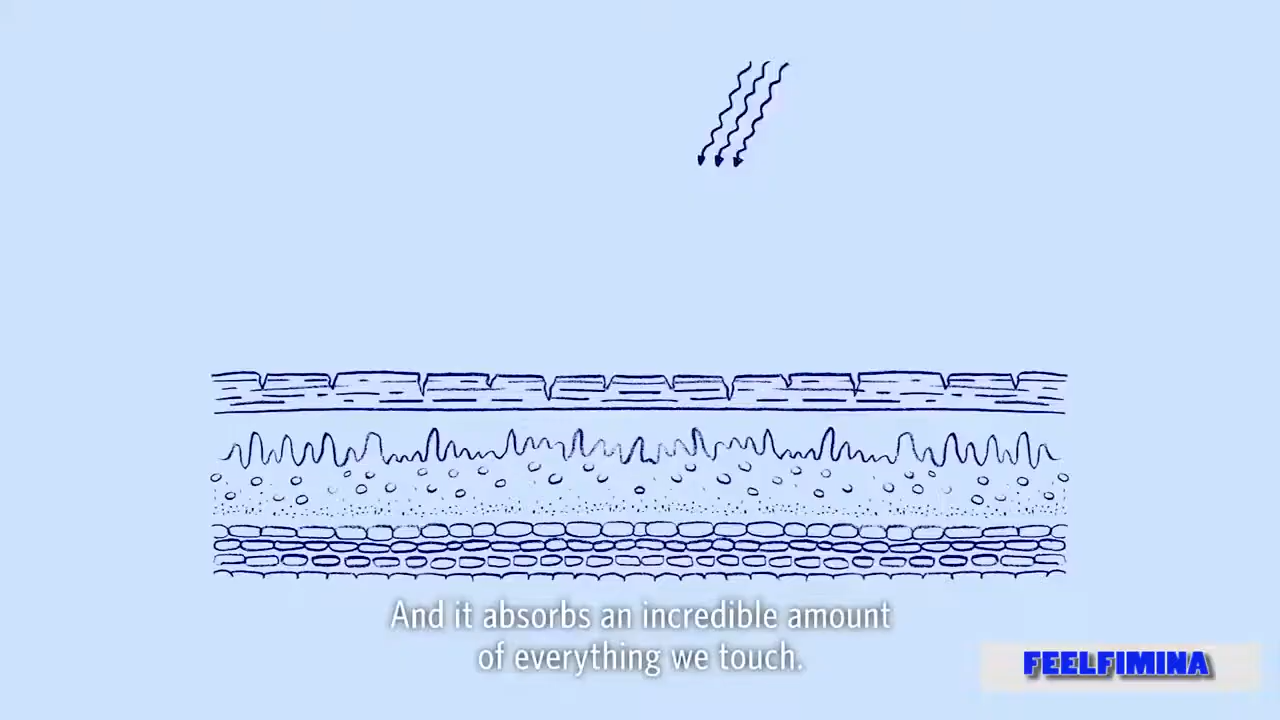 And it absorbs an incredible amount
of everything we touch.
FEELFIMINA